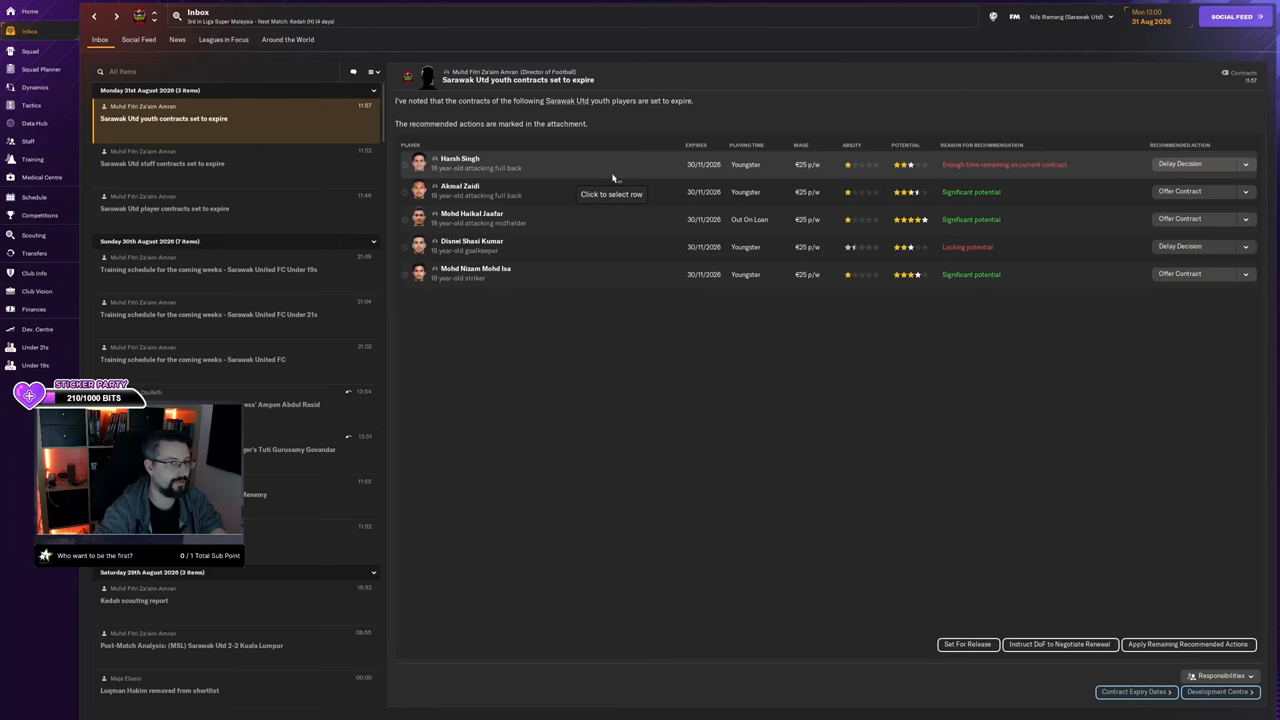 Home
Inbox
3rd in Liga Super Malaysia - Next Match: Kedah (H) (4 days)
FM
Nils Ramang (Sarawak Utd)
Mon 13:00
31 Aug 2026
SOCIAL FEED
Inbox
Inbox
Social Feed
News
Leagues in Focus
Around the World
Squad
Squad Planner
Dynamics
Tactics
Data Hub
Staff
Training
Medical Centre
Schedule
Competitions
Scouting
Transfers
Club Info
Club Vision
Finances
Dev. Centre
Under 21s
Under 19s
All Items
Monday 31st August 2026 (3 items)
Muhd Fitri Za'aim Amran
11:57
Sarawak Utd youth contracts set to expire
Muhd Fitri Za'aim Amran
11:52
Sarawak Utd staff contracts set to expire
Muhd Fitri Za'aim Amran
11:46
Sarawak Utd player contracts set to expire
Sunday 30th August 2026 (7 items)
Muhd Fitri Za'aim Amran
21:09
Training schedule for the coming weeks - Sarawak United FC Under 19s
Muhd Fitri Za'aim Amran
21:04
Training schedule for the coming weeks - Sarawak United FC Under 21s
Muhd Fitri Za'aim Amran
21:02
Training schedule for the coming weeks - Sarawak United FC
Dzulkifli
13:54
ess' Ampon Abdul Rasid
13:51
ger's Tuti Gurusamy Govandar
11:55
Menemy
11:52
Saturday 29th August 2026 (3 items)
Muhd Fitri Za'aim Amran
16:52
Kedah scouting report
Muhd Fitri Za'aim Amran
08:55
Post-Match Analysis: (MSL) Sarawak Utd 2-2 Kuala Lumpur
Maja Eliassi
00:00
Luqman Hakim removed from shortlist
STICKER PARTY
210/1000 BITS
Who want to be the first?
0 / 1 Total Sub Point
Muhd Fitri Za'aim Amran (Director of Football)
Sarawak Utd youth contracts set to expire
Contracts
11:57
I've noted that the contracts of the following Sarawak Utd youth players are set to expire.
The recommended actions are marked in the attachment.
PLAYER EXPIRES PLAYING TIME WAGE ABILITY POTENTIAL REASON FOR RECOMMENDATION RECOMMENDED ACTION
Harsh Singh
18 year-old attacking full back
30/11/2026 Youngster €25 p/w Enough time remaining on current contract Delay Decision
Click to select row
Akmal Zaidi
18 year-old attacking full back
30/11/2026 Youngster €25 p/w Significant potential Offer Contract
Mohd Haikal Jaafar
18 year-old attacking midfielder
30/11/2026 Out On Loan €25 p/w Significant potential Offer Contract
Disnei Shasi Kumar
18 year-old goalkeeper
30/11/2026 Youngster €25 p/w Lacking potential Delay Decision
Mohd Nizam Mohd Isa
18 year-old striker
30/11/2026 Youngster €25 p/w Significant potential Offer Contract
Set For Release
Instruct DoF to Negotiate Renewal
Apply Remaining Recommended Actions
Responsibilities
Contract Expiry Dates
Development Centre